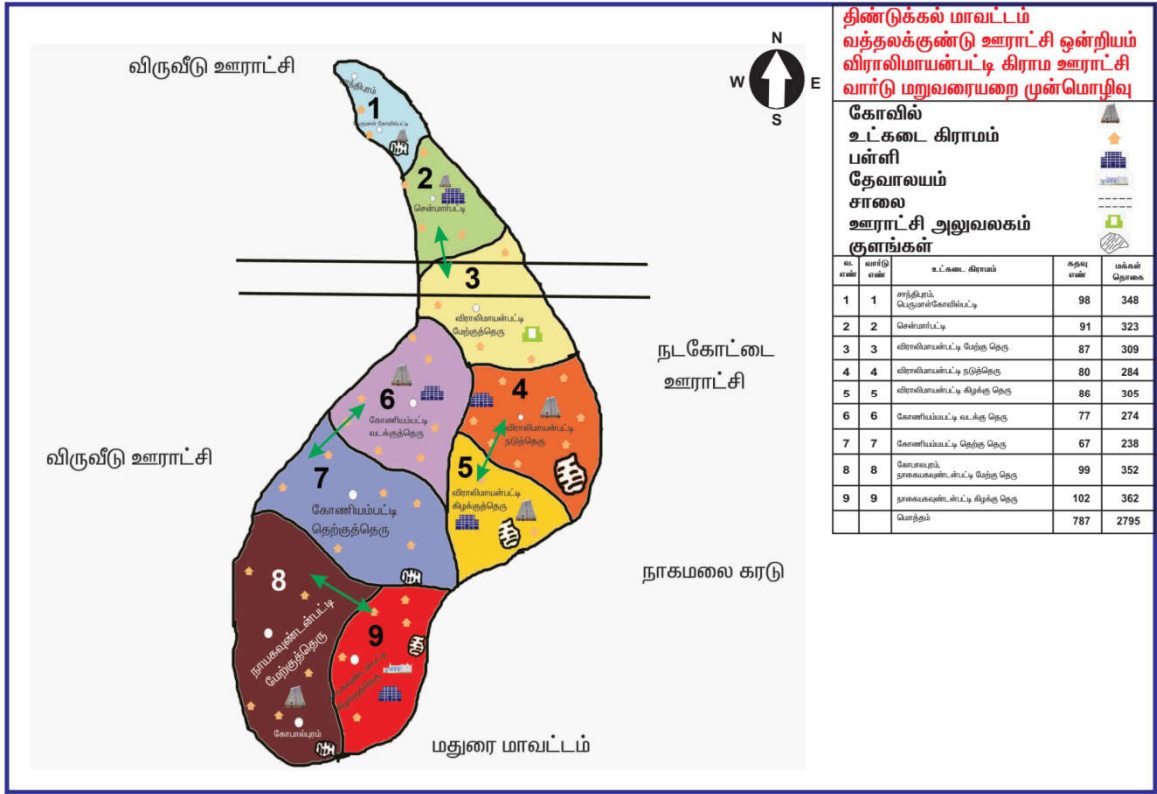 திண்டுக்கல் மாவட்டம்
வத்தலக்குண்டு ஊராட்சி ஒன்றியம்
விராலிமாயன்பட்டி கிராம ஊராட்சி
வார்டு மறுவரையறை முன்மொழிவு
கோவில்
உட்கடை கிராமம்
பள்ளி
தேவாலயம்
சாலை
ஊராட்சி அலுவலகம்
குளங்கள்
வ. எண் வார்டு எண் உட்கடை கிராமம் கதவு எண் மக்கள் தொகை
1 1 சாந்திபுரம், பெருமாள்கோவில்பட்டி 98 348
2 2 சென்மார்பட்டி 91 323
3 3 விராலிமாயன்பட்டி மேற்கு தெரு 87 309
4 4 விராலிமாயன்பட்டி நடுத்தெரு 80 284
5 5 விராலிமாயன்பட்டி கிழக்கு தெரு 86 305
6 6 கோணியம்மபட்டி வடக்கு தெரு 77 274
7 7 கோணியம்மபட்டி தெற்கு தெரு 67 238
8 8 கோபாலபுரம், நாகையகவுண்டன்பட்டி மேற்கு தெரு 99 352
9 9 நாகையகவுண்டன்பட்டி கிழக்கு தெரு 102 362
மொத்தம் 787 2795
N
W E
S
விருவீடு ஊராட்சி
சாந்திபுரம்
1
பெருமாள் கோவில்பட்டி
2
சென்மார்பட்டி
3
விராலிமாயன்பட்டி
மேற்குத்தெரு
நடகோட்டை
ஊராட்சி
6
கோணியம்பட்டி
வடக்குத்தெரு
4
விராலிமாயன்பட்டி
நடுத்தெரு
விருவீடு ஊராட்சி
7
கோணியம்பட்டி
தெற்குத்தெரு
5
விராலிமாயன்பட்டி
கிழக்குத்தெரு
நாகமலை கரடு
8
நாயகவுண்டன்பட்டி
மேற்குத்தெரு
கோபால்புரம்
9
மதுரை மாவட்டம்